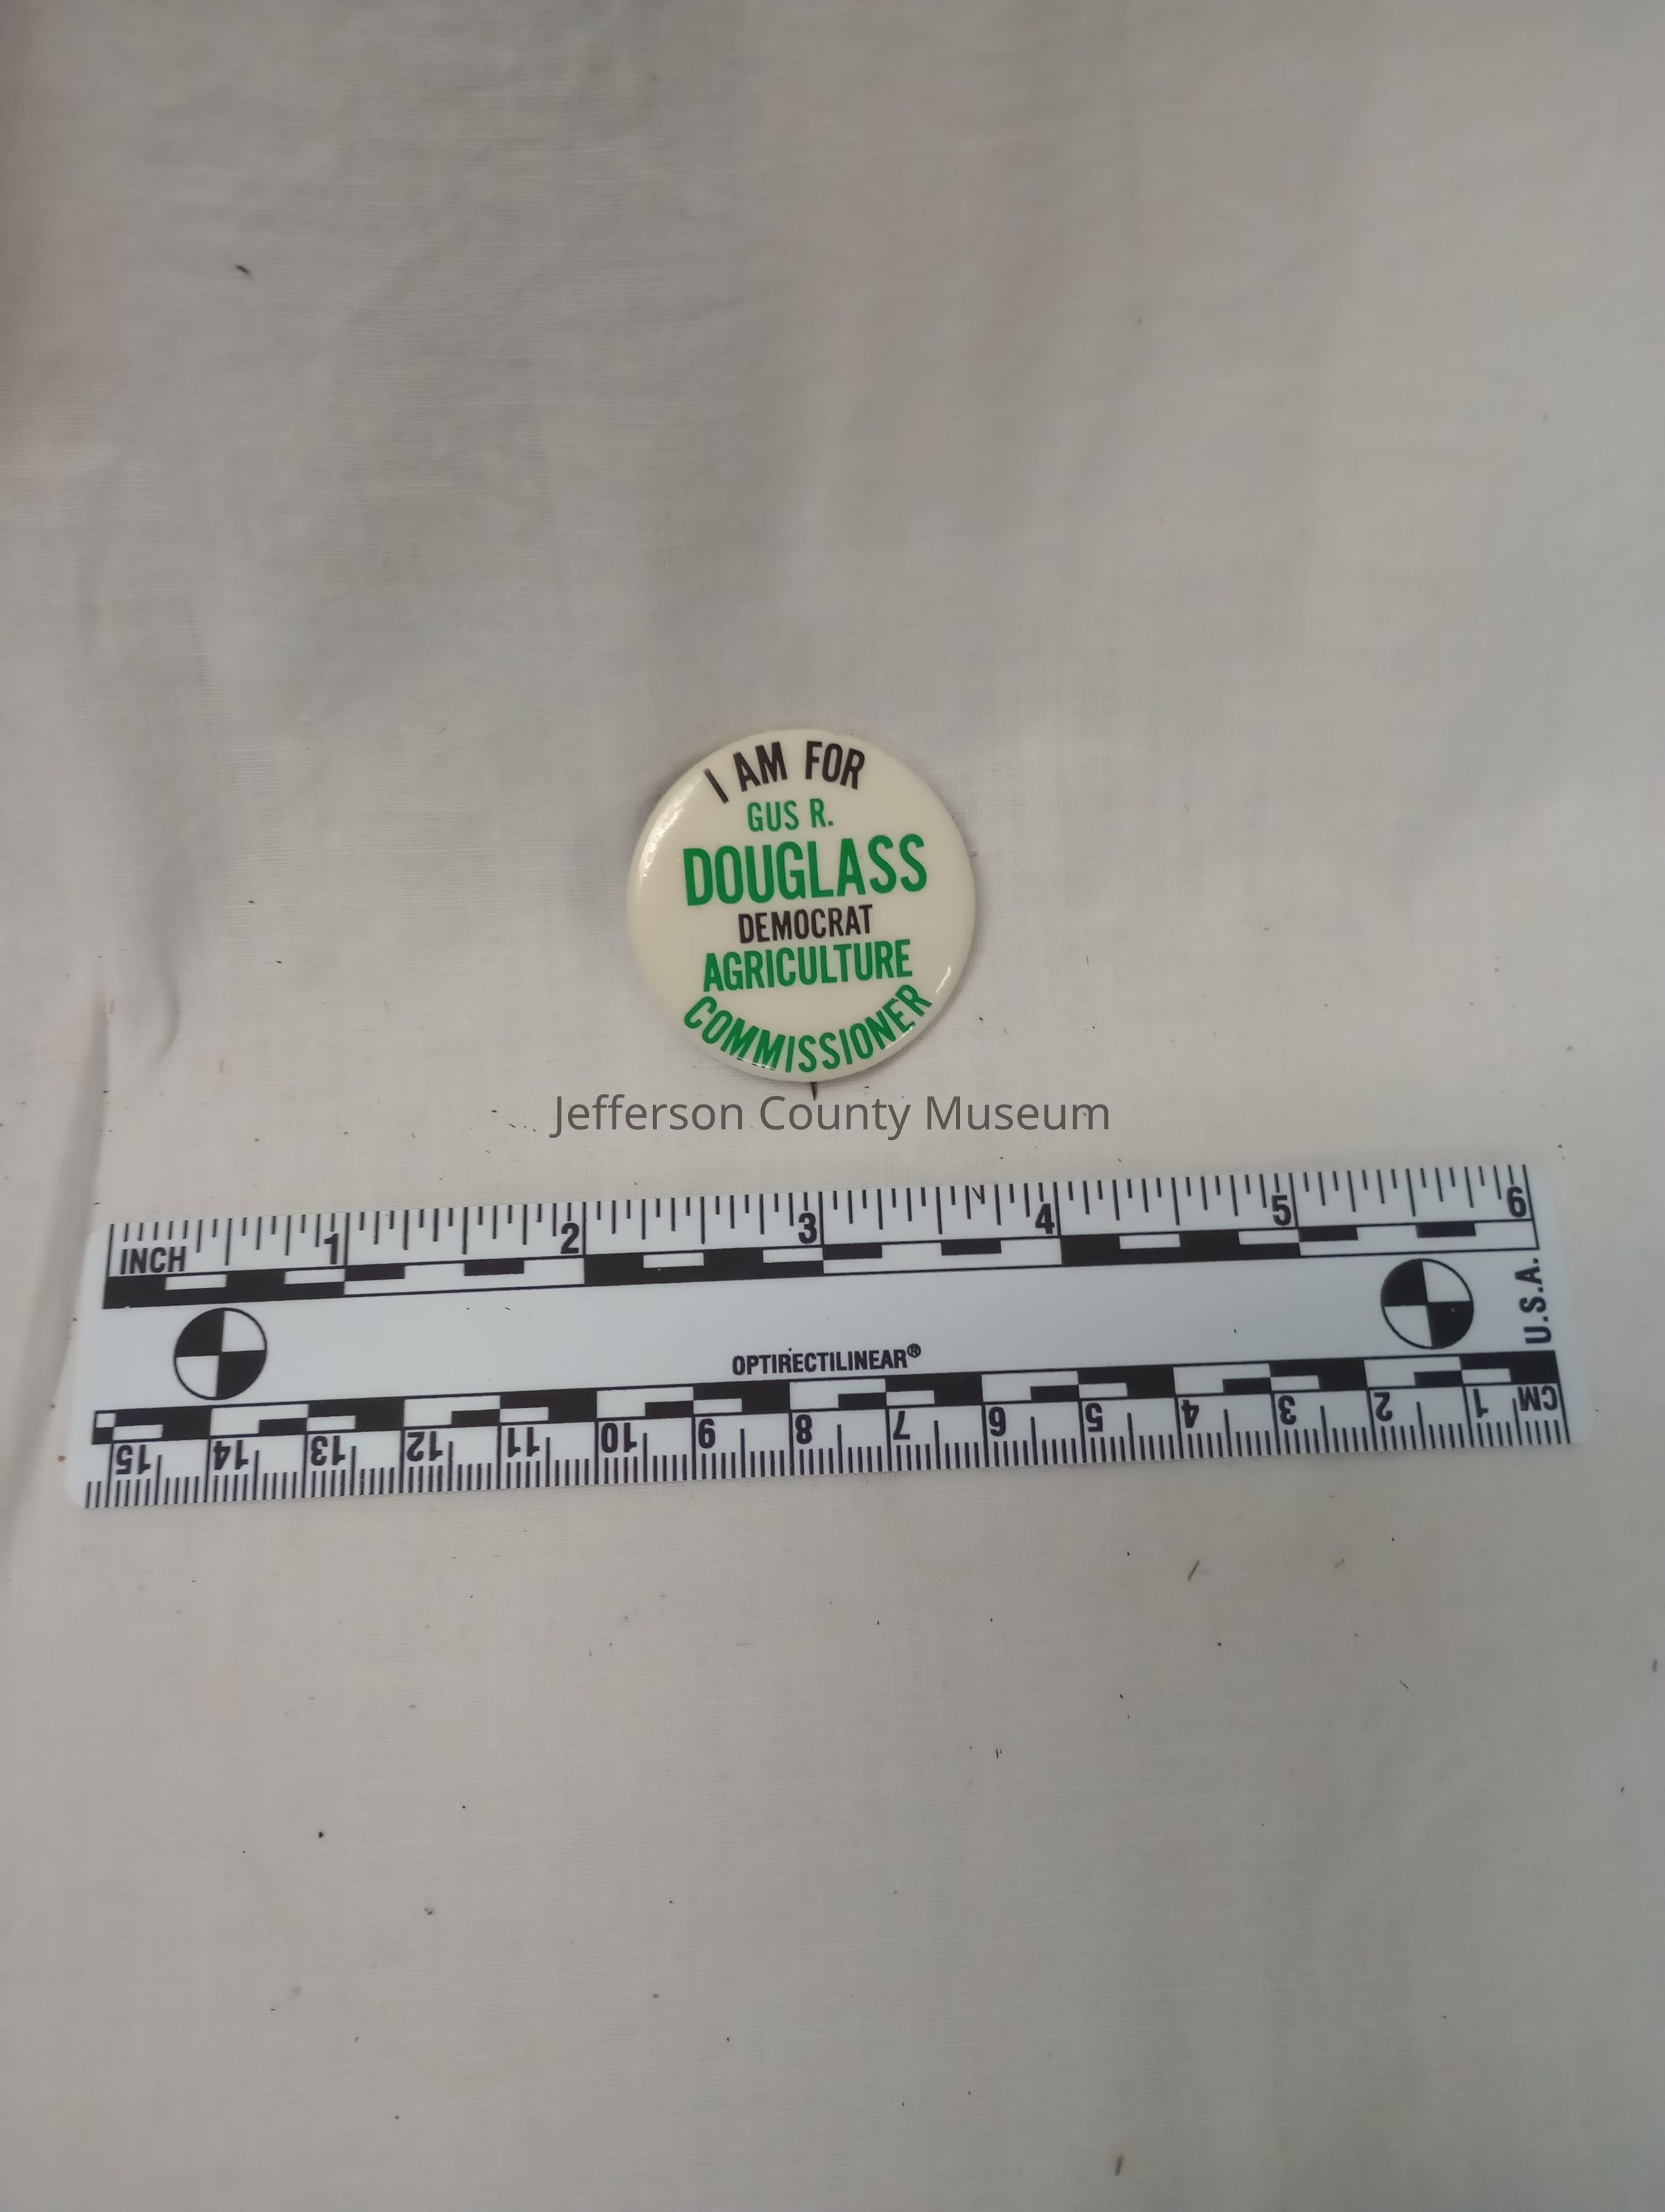 I AM FOR
GUS R.
DOUGLASS
DEMOCRAT
AGRICULTURE
COMMISSIONER
Jefferson County Museum
INCH 1 2 3 4 5 6
U.S.A.
OPTIRECTILINEAR®
15 14 13 12 11 10 9 8 7 6 5 4 3 2 1 CM